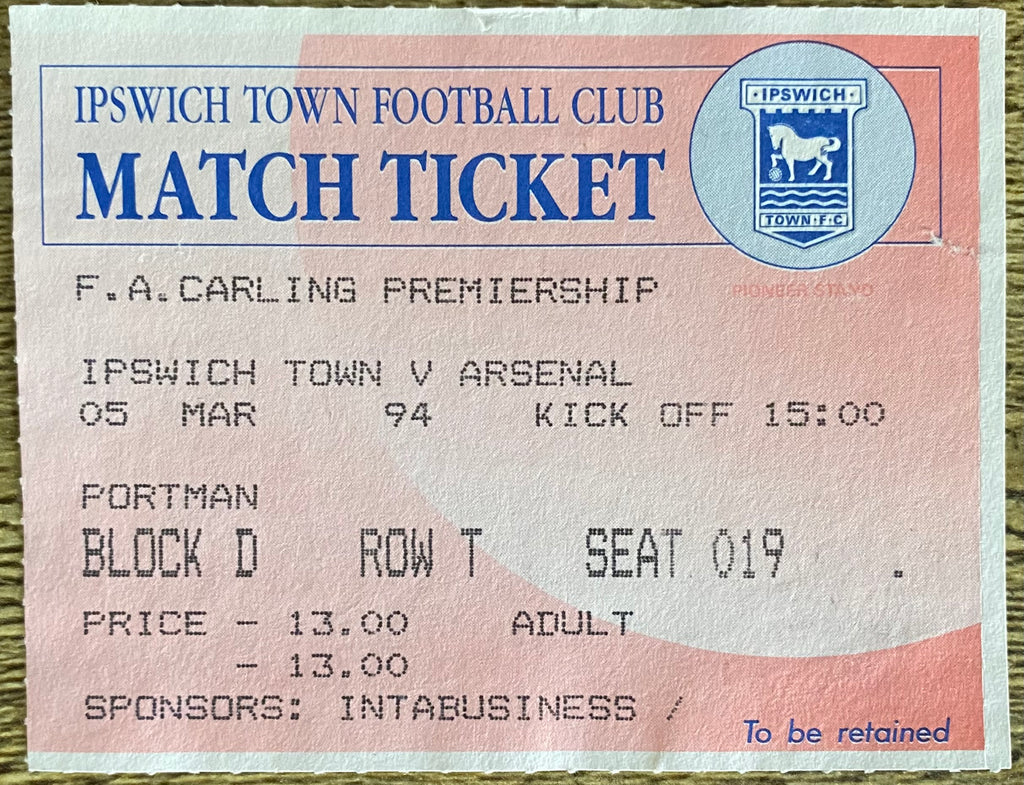 IPSWICH TOWN FOOTBALL CLUB
MATCH TICKET
· IPSWICH ·
TOWN·F·C
F.A.CARLING PREMIERSHIP
PIONEER STAND
IPSWICH TOWN V ARSENAL
05 MAR 94 KICK OFF 15:00
PORTMAN
BLOCK D ROW T SEAT 019 .
PRICE - 13.00 ADULT
- 13.00
SPONSORS: INTABUSINESS /
To be retained